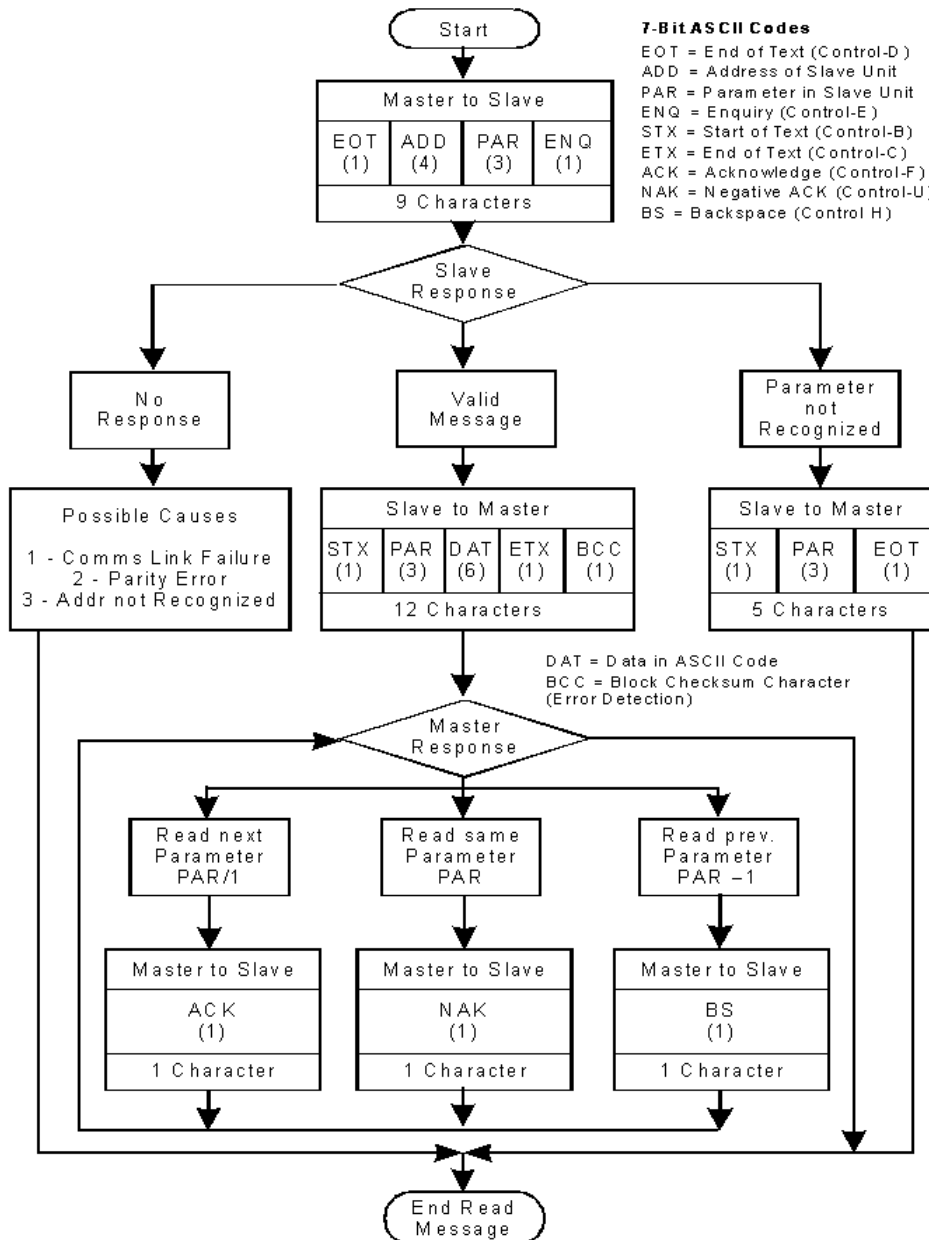 Start
7-Bit ASCII Codes
EOT = End of Text (Control-D)
ADD = Address of Slave Unit
PAR = Parameter in Slave Unit
ENQ = Enquiry (Control-E)
STX = Start of Text (Control-B)
ETX = End of Text (Control-C)
ACK = Acknowledge (Control-F)
NAK = Negative ACK (Control-U)
BS = Backspace (Control H)
Master to Slave
EOT ADD PAR ENQ
(1) (4) (3) (1)
9 Characters
Slave
Response
No
Response
Valid
Message
Parameter
not
Recognized
Possible Causes
1 - Comms Link Failure
2 - Parity Error
3 - Addr not Recognized
Slave to Master
STX PAR DAT ETX BCC
(1) (3) (6) (1) (1)
12 Characters
Slave to Master
STX PAR EOT
(1) (3) (1)
5 Characters
DAT = Data in ASCII Code
BCC = Block Checksum Character
(Error Detection)
Master
Response
Read next
Parameter
PAR/1
Read same
Parameter
PAR
Read prev.
Parameter
PAR –1
Master to Slave
ACK
(1)
1 Character
Master to Slave
NAK
(1)
1 Character
Master to Slave
BS
(1)
1 Character
End Read
Message